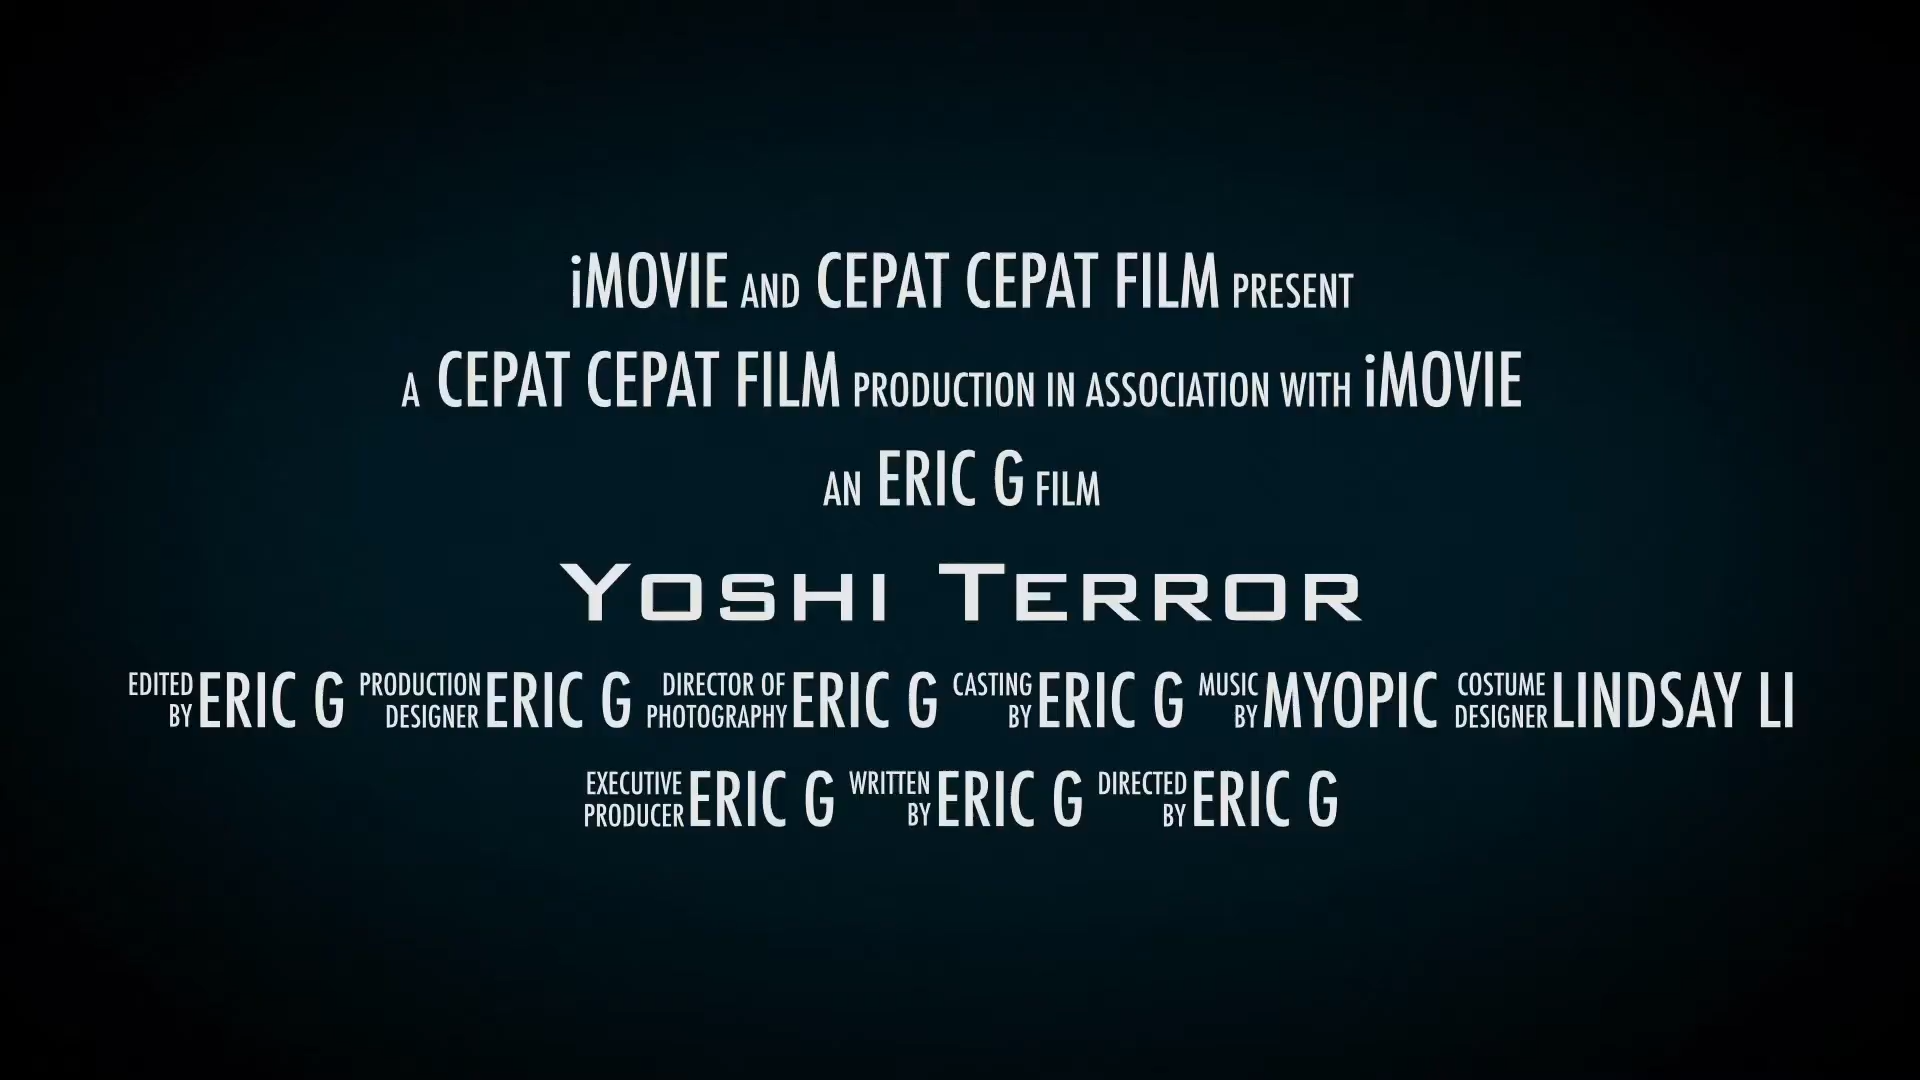 iMOVIE AND CEPAT CEPAT FILM PRESENT
A CEPAT CEPAT FILM PRODUCTION IN ASSOCIATION WITH iMOVIE
AN ERIC G FILM
YOSHI TERROR
EDITED BY ERIC G PRODUCTION DESIGNER ERIC G DIRECTOR OF PHOTOGRAPHY ERIC G CASTING BY ERIC G MUSIC BY MYOPIC COSTUME DESIGNER LINDSAY LI
EXECUTIVE PRODUCER ERIC G WRITTEN BY ERIC G DIRECTED BY ERIC G